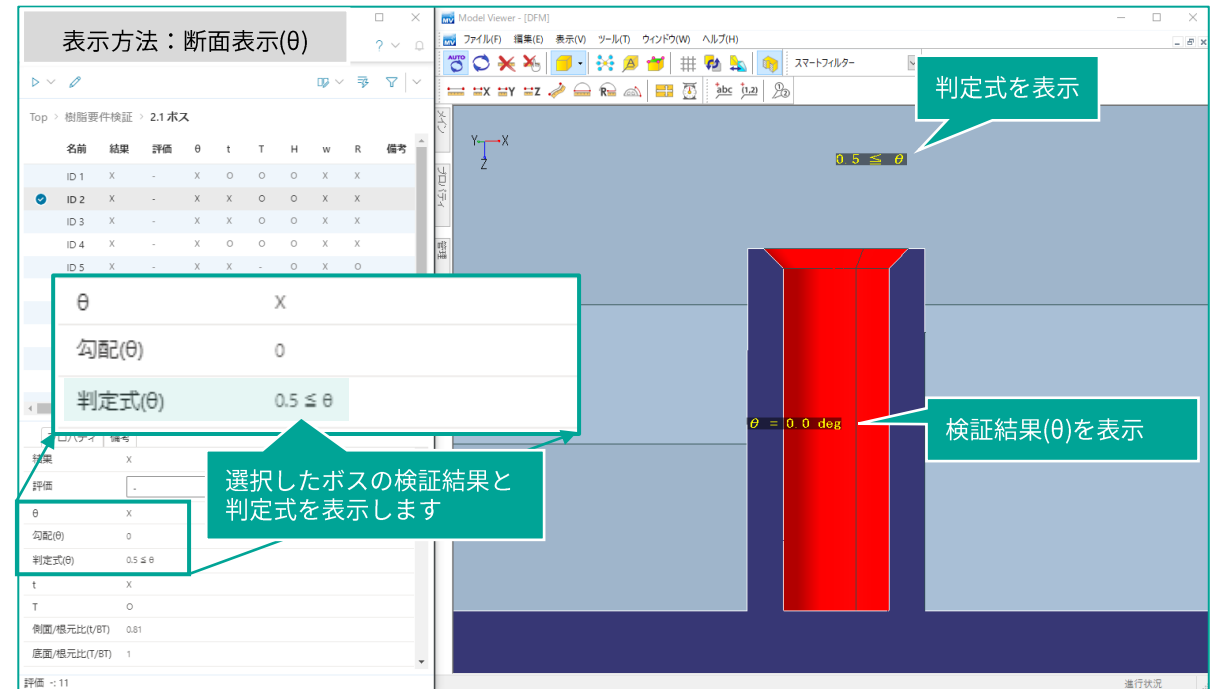 表示方法：断面表示(θ)
?
Top > 樹脂要件検証 > 2.1 ボス
名前 結果 評価 θ t T H w R 備考
ID 1 X - X O O O X X
ID 2 X - X X O O X X
ID 3 X - X X O O X X
ID 4 X - X O O O X X
ID 5 X - X X - O X O
θ X
勾配(θ) 0
判定式(θ) 0.5 ≦ θ
プロパティ 備考
結果 X
評価 -
θ X
勾配(θ) 0
判定式(θ) 0.5 ≦ θ
t X
T O
側面/根元比(t/BT) 0.81
底面/根元比(T/BT) 1
評価 -: 11
選択したボスの検証結果と
判定式を表示します
MV Model Viewer - [DFM]
MV ファイル(F) 編集(E) 表示(V) ツール(T) ウィンドウ(W) ヘルプ(H)
AUTO スマートフィルター
X Y Z R abc (1,2)
メイン
プロパティ
管理
Y X
Z
判定式を表示
0.5 ≦ θ
θ = 0.0 deg
検証結果(θ)を表示
進行状況